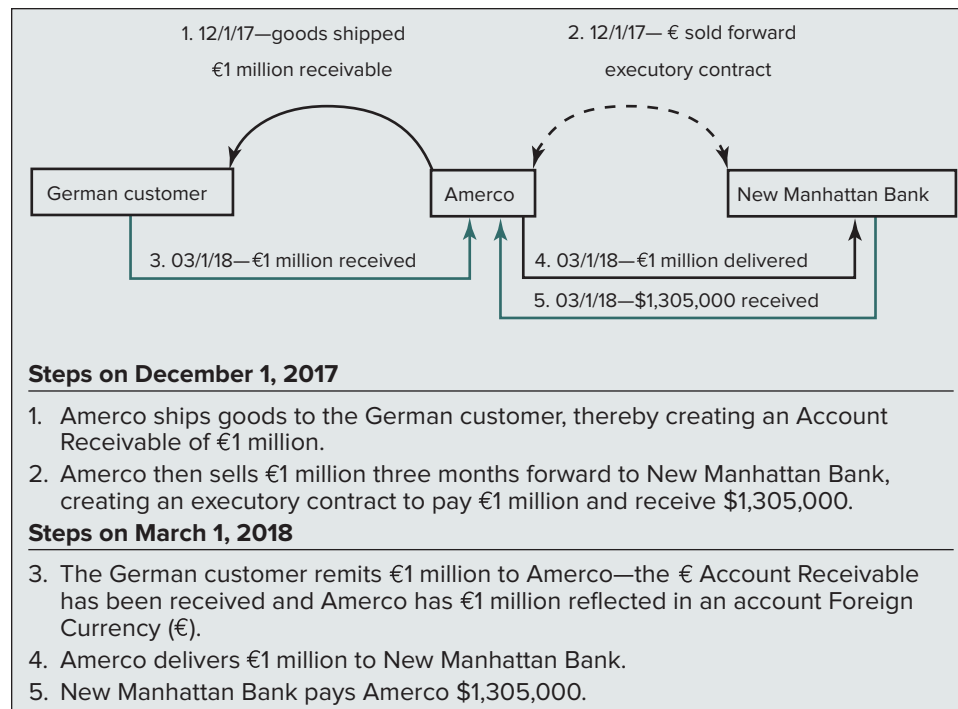 1. 12/1/17—goods shipped
€1 million receivable
2. 12/1/17— € sold forward
executory contract
German customer
Amerco
New Manhattan Bank
3. 03/1/18—€1 million received
4. 03/1/18—€1 million delivered
5. 03/1/18—$1,305,000 received
Steps on December 1, 2017
1. Amerco ships goods to the German customer, thereby creating an Account
Receivable of €1 million.
2. Amerco then sells €1 million three months forward to New Manhattan Bank,
creating an executory contract to pay €1 million and receive $1,305,000.
Steps on March 1, 2018
3. The German customer remits €1 million to Amerco—the € Account Receivable
has been received and Amerco has €1 million reflected in an account Foreign
Currency (€).
4. Amerco delivers €1 million to New Manhattan Bank.
5. New Manhattan Bank pays Amerco $1,305,000.